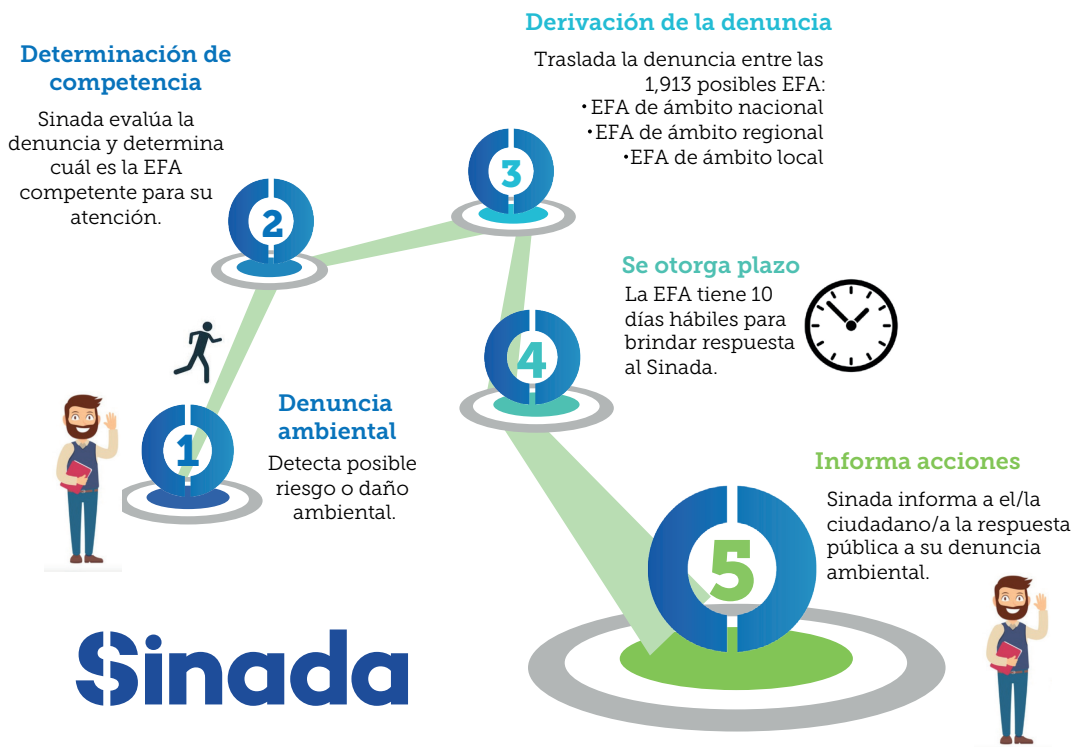 1
Denuncia
ambiental
Detecta posible
riesgo o daño
ambiental.
2
Determinación de
competencia
Sinada evalúa la
denuncia y determina
cuál es la EFA
competente para su
atención.
3
Derivación de la denuncia
Traslada la denuncia entre las
1,913 posibles EFA:
•EFA de ámbito nacional
•EFA de ámbito regional
•EFA de ámbito local
4
Se otorga plazo
La EFA tiene 10
días hábiles para
brindar respuesta
al Sinada.
5
Informa acciones
Sinada informa a el/la
ciudadano/a la respuesta
pública a su denuncia
ambiental.
Sinada